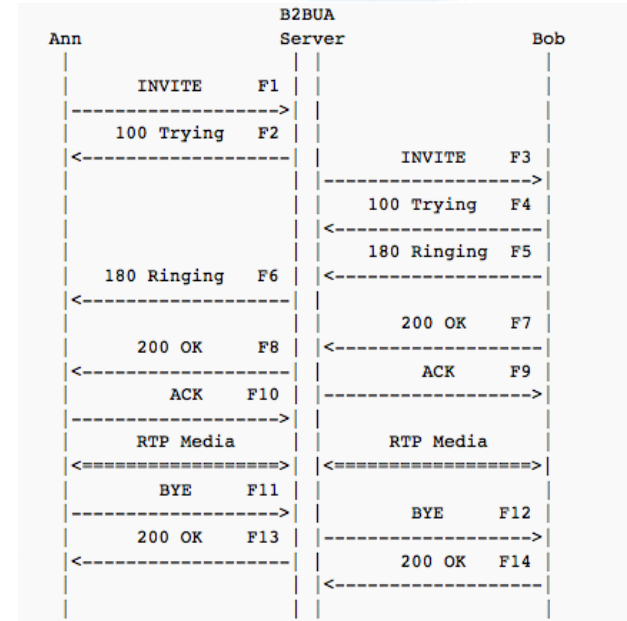 B2BUA
Ann Server Bob
INVITE F1
100 Trying F2
INVITE F3
100 Trying F4
180 Ringing F5
180 Ringing F6
200 OK F7
200 OK F8
ACK F9
ACK F10
RTP Media RTP Media
BYE F11
BYE F12
200 OK F13
200 OK F14